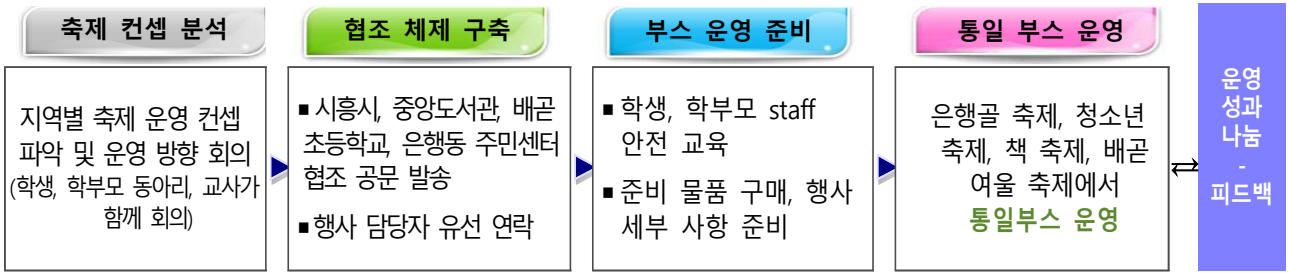 축제 컨셉 분석
지역별 축제 운영 컨셉
파악 및 운영 방향 회의
(학생, 학부모 동아리, 교사가
함께 회의)
협조 체제 구축
▪시흥시, 중앙도서관, 배곧
초등학교, 은행동 주민센터
협조 공문 발송
▪행사 담당자 유선 연락
부스 운영 준비
▪학생, 학부모 staff
안전 교육
▪준비 물품 구매, 행사
세부 사항 준비
통일 부스 운영
은행골 축제, 청소년
축제, 책 축제, 배곧
여울 축제에서
통일부스 운영
⇄
운영
성과
나눔
-
피드백